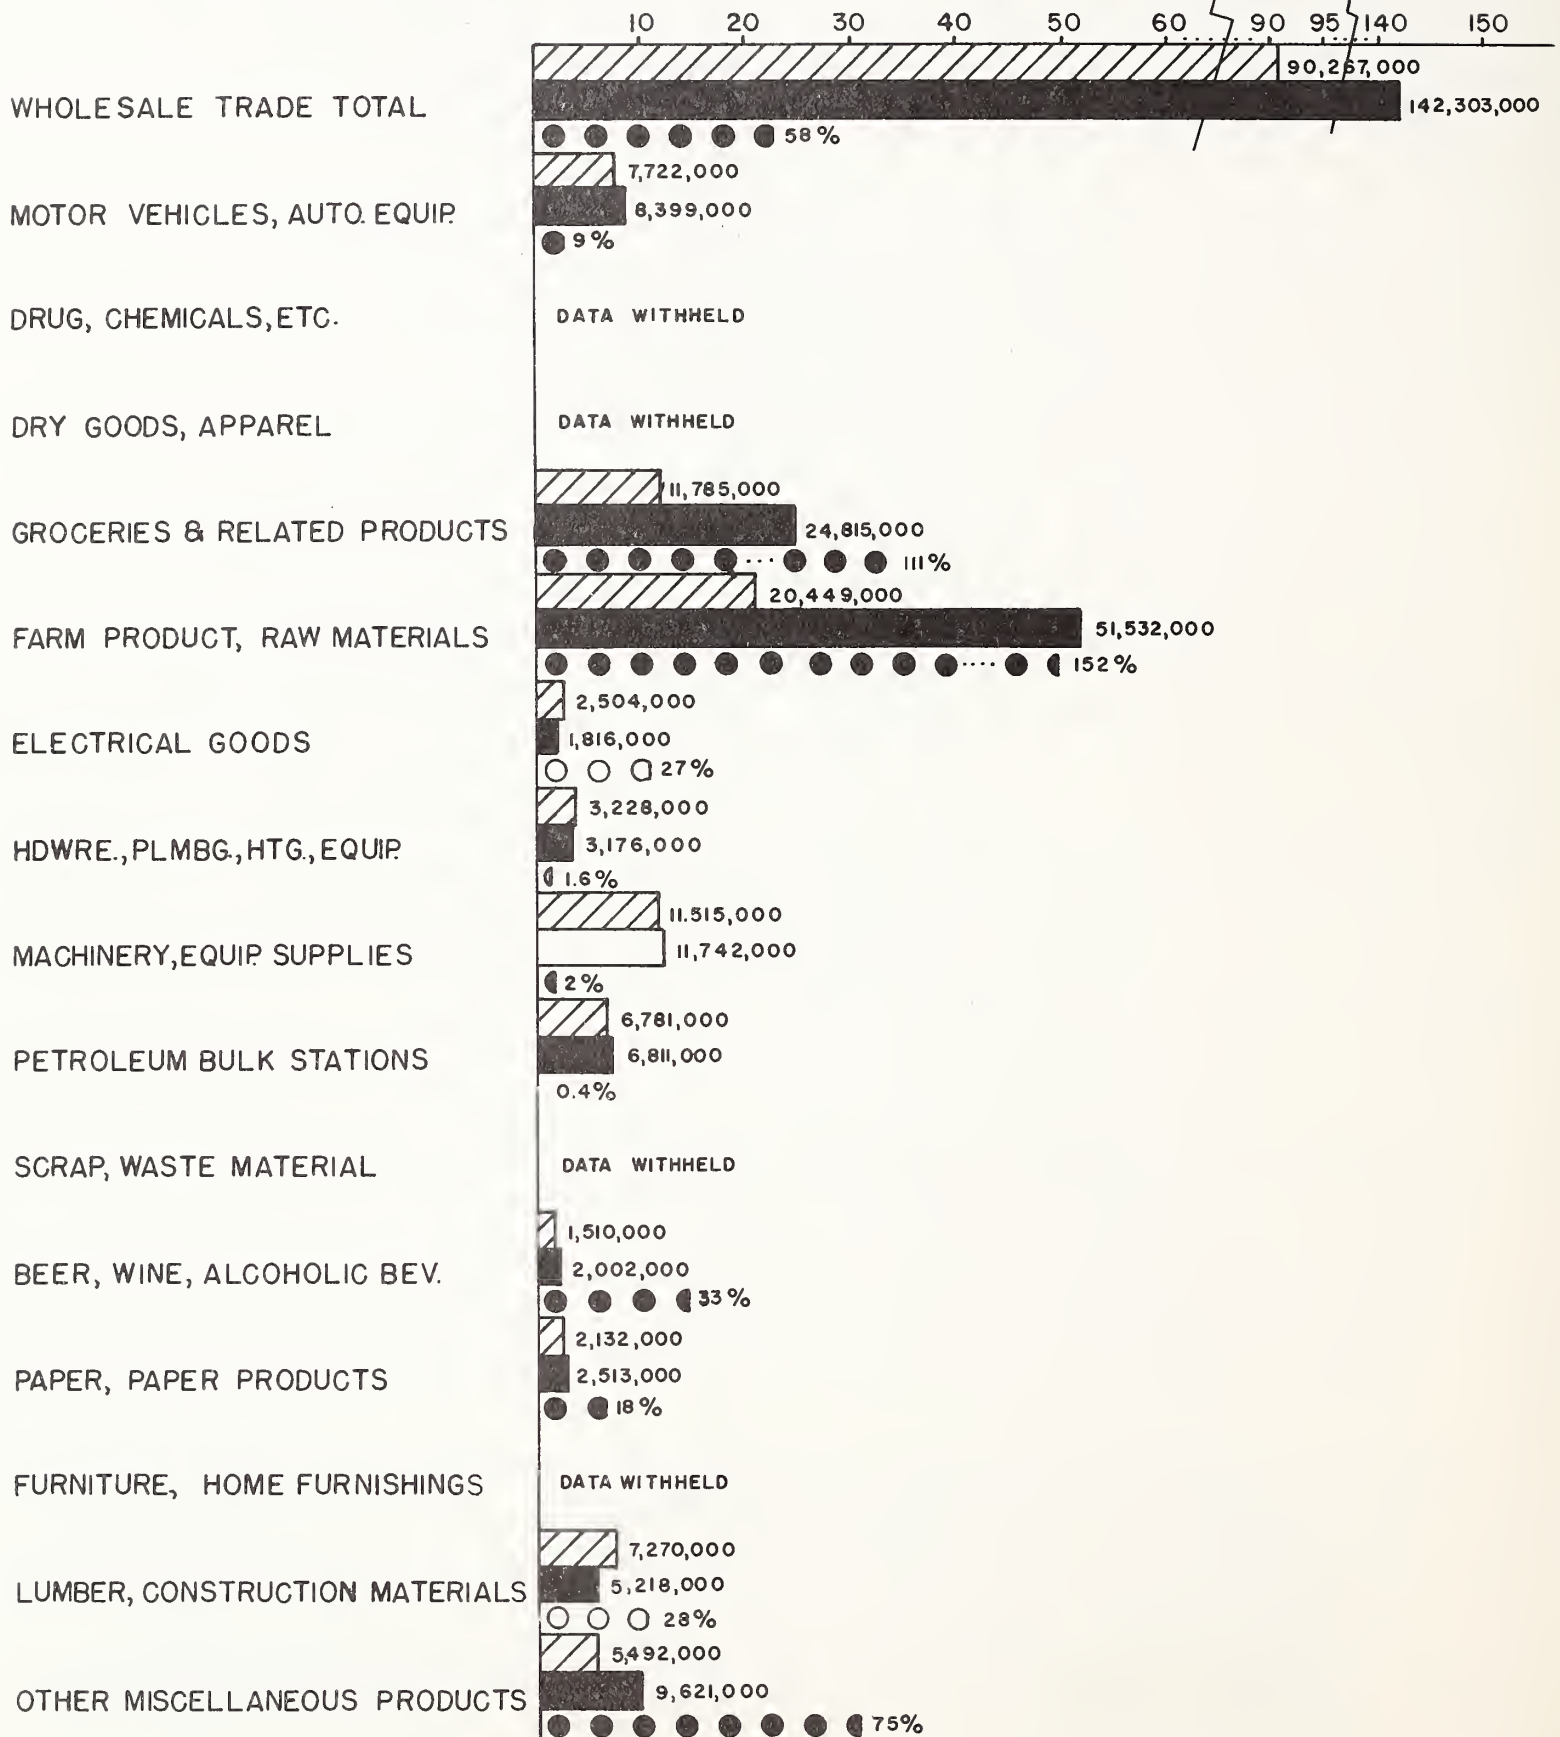 10 20 30 40 50 60 90 95 140 150
90,267,000
WHOLESALE TRADE TOTAL 142,303,000
58%
7,722,000
MOTOR VEHICLES, AUTO. EQUIP. 8,399,000
9%
DRUG, CHEMICALS, ETC. DATA WITHHELD
DRY GOODS, APPAREL DATA WITHHELD
11,785,000
GROCERIES & RELATED PRODUCTS 24,815,000
111%
20,449,000
FARM PRODUCT, RAW MATERIALS 51,532,000
152%
2,504,000
ELECTRICAL GOODS 1,816,000
27%
3,228,000
HDWRE., PLMBG., HTG., EQUIP. 3,176,000
1.6%
11.515,000
MACHINERY, EQUIP. SUPPLIES 11,742,000
2%
6,781,000
PETROLEUM BULK STATIONS 6,811,000
0.4%
SCRAP, WASTE MATERIAL DATA WITHHELD
1,510,000
BEER, WINE, ALCOHOLIC BEV. 2,002,000
33%
2,132,000
PAPER, PAPER PRODUCTS 2,513,000
18%
FURNITURE, HOME FURNISHINGS DATA WITHHELD
7,270,000
LUMBER, CONSTRUCTION MATERIALS 5,218,000
28%
5,492,000
OTHER MISCELLANEOUS PRODUCTS 9,621,000
75%